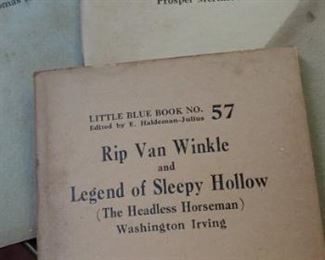 Prosper
LITTLE BLUE BOOK NO. 57
Edited by E. Haldeman-Julius
Rip Van Winkle
and
Legend of Sleepy Hollow
(The Headless Horseman)
Washington Irving